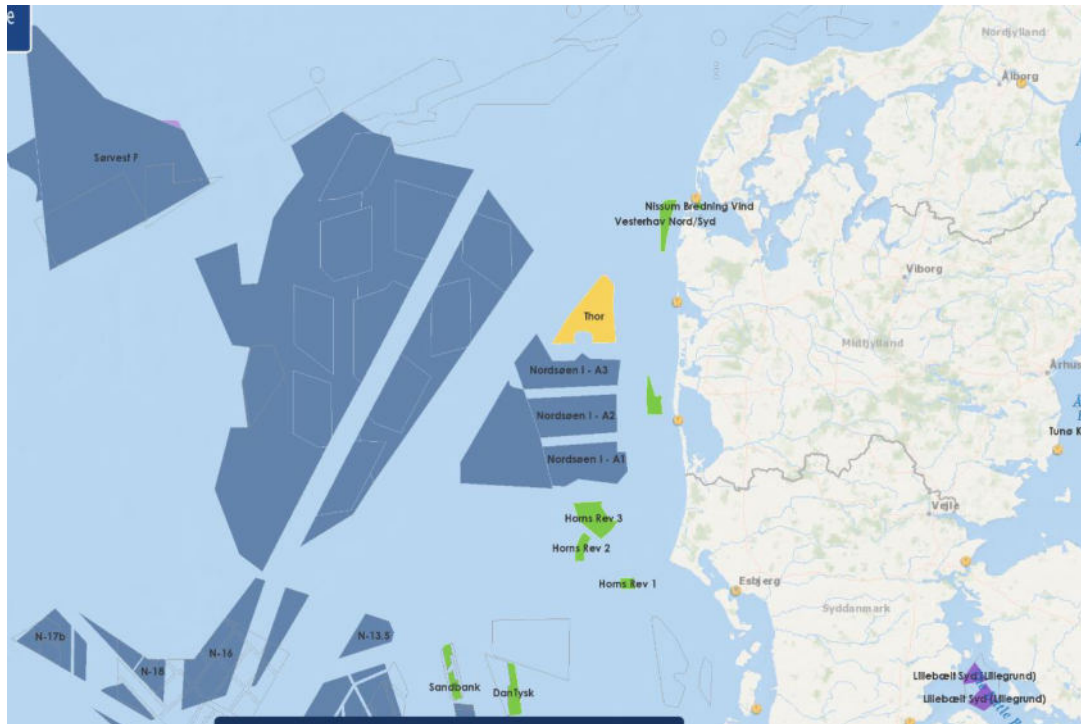 e
Nordjylland
Ålborg
Sørvest F
Nissum Bredning Vind
Vesterhav Nord/Syd
Viborg
Thor
Midtjylland
Nordsøen I - A3
Århus
Nordsøen I - A2
Tunø K
Nordsøen I - A1
Vejle
Horns Rev 3
Horns Rev 2
Horns Rev 1
Esbjerg
Syddanmark
N-17b
N-13.5
N-16
N-18
Sandbank
DanTysk
Lillebælt Syd (Lillegrund)
Lillebælt Syd (Lillegrund)